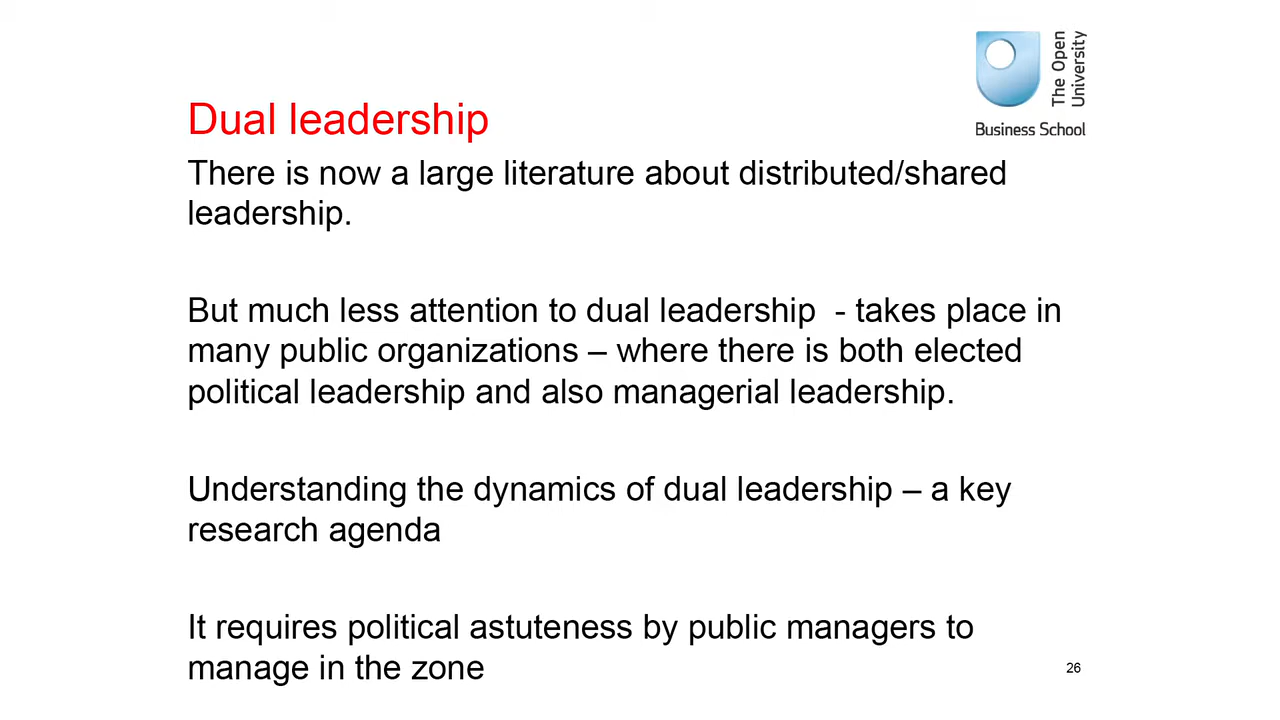 The Open
University
Business School
Dual leadership
There is now a large literature about distributed/shared
leadership.
But much less attention to dual leadership  - takes place in
many public organizations – where there is both elected
political leadership and also managerial leadership.
Understanding the dynamics of dual leadership – a key
research agenda
It requires political astuteness by public managers to
manage in the zone
26